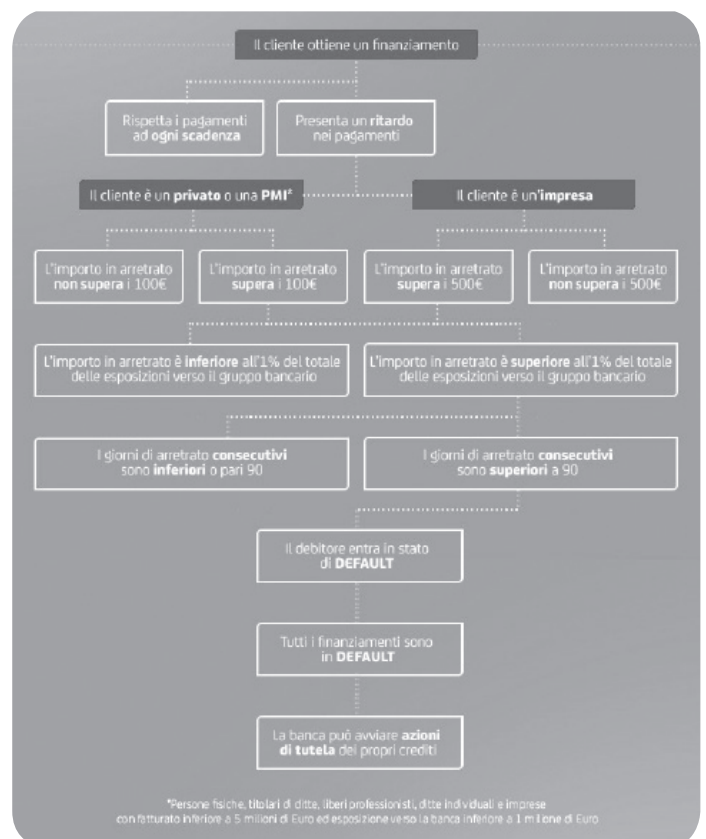 Il cliente ottiene un finanziamento
Rispetta i pagamenti
ad ogni scadenza
Presenta un ritardo
nei pagamenti
Il cliente è un privato o una PMI*
Il cliente è un'impresa
L'importo in arretrato
non supera i 100€
L'importo in arretrato
supera i 100€
L'importo in arretrato
supera i 500€
L'importo in arretrato
non supera i 500€
L'importo in arretrato è inferiore all'1% del totale
delle esposizioni verso il gruppo bancario
L'importo in arretrato è superiore all'1% del totale
delle esposizioni verso il gruppo bancario
I giorni di arretrato consecutivi
sono inferiori o pari 90
I giorni di arretrato consecutivi
sono superiori a 90
Il debitore entra in stato
di DEFAULT
Tutti i finanziamenti sono
in DEFAULT
La banca può avviare azioni
di tutela dei propri crediti
*Persone fisiche, titolari di ditte, liberi professionisti, ditte individuali e imprese
con fatturato inferiore a 5 milioni di Euro ed esposizione verso la banca inferiore a 1 milione di Euro